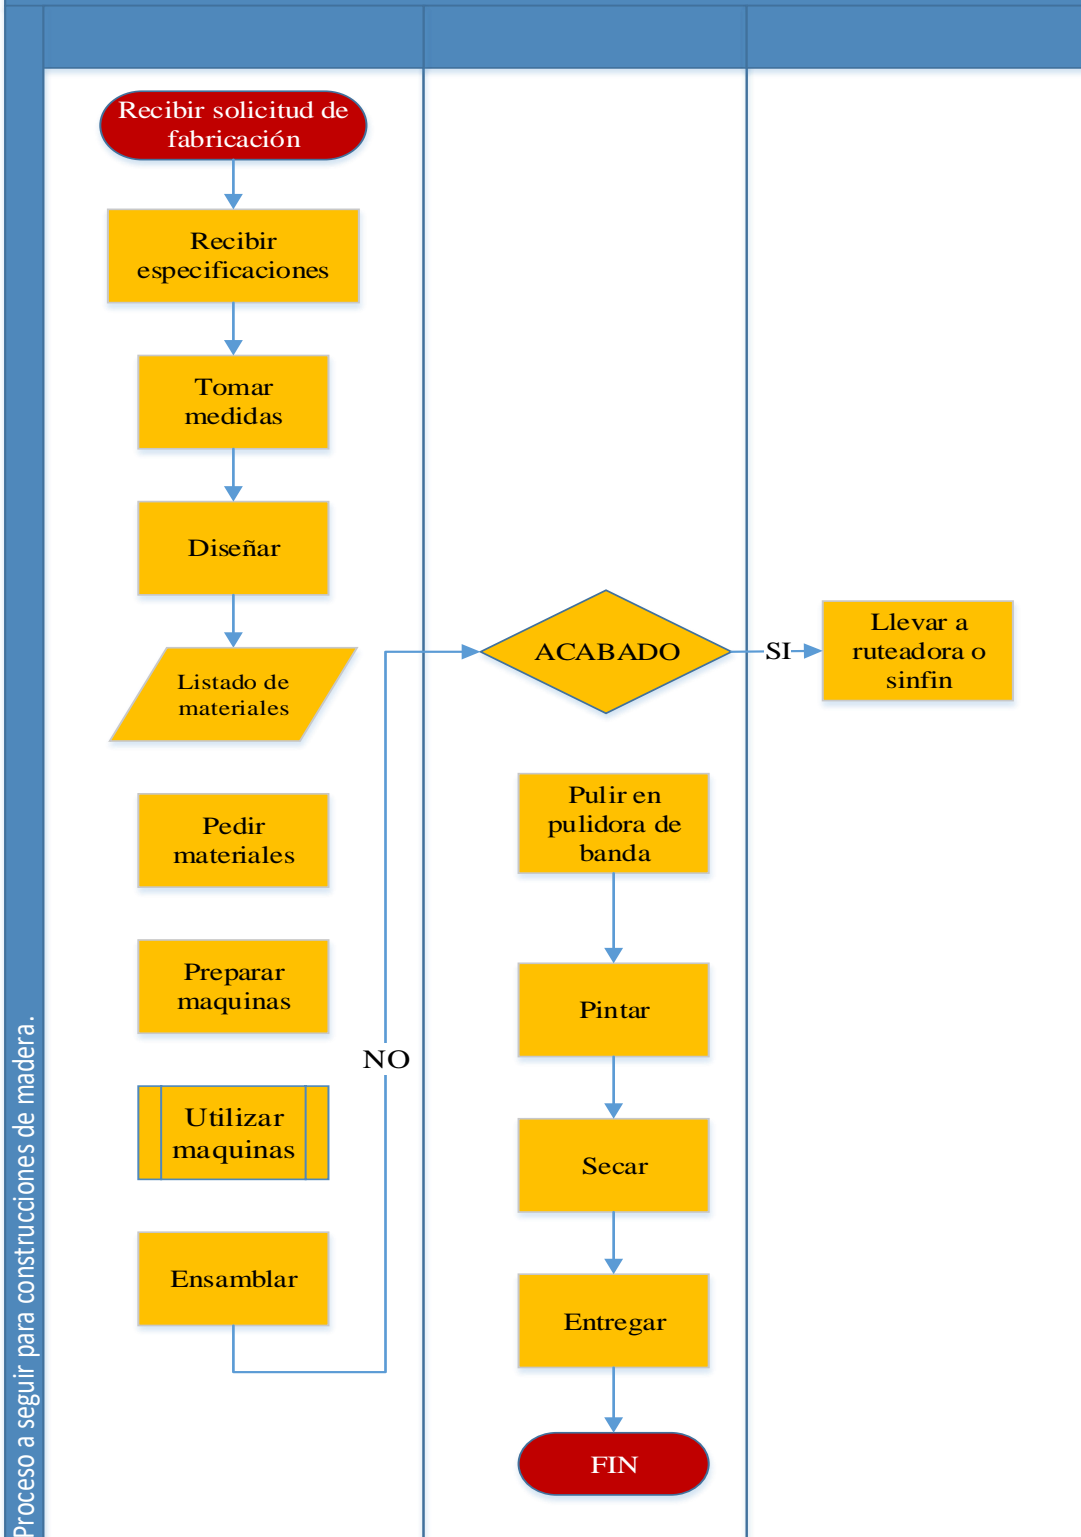 Proceso a seguir para construcciones de madera.
Recibir solicitud de
fabricación
Recibir
especificaciones
Tomar
medidas
Diseñar
Listado de
materiales
Pedir
materiales
Preparar
maquinas
Utilizar
maquinas
Ensamblar
NO
ACABADO
SI
Llevar a
ruteadora o
sinfin
Pulir en
pulidora de
banda
Pintar
Secar
Entregar
FIN